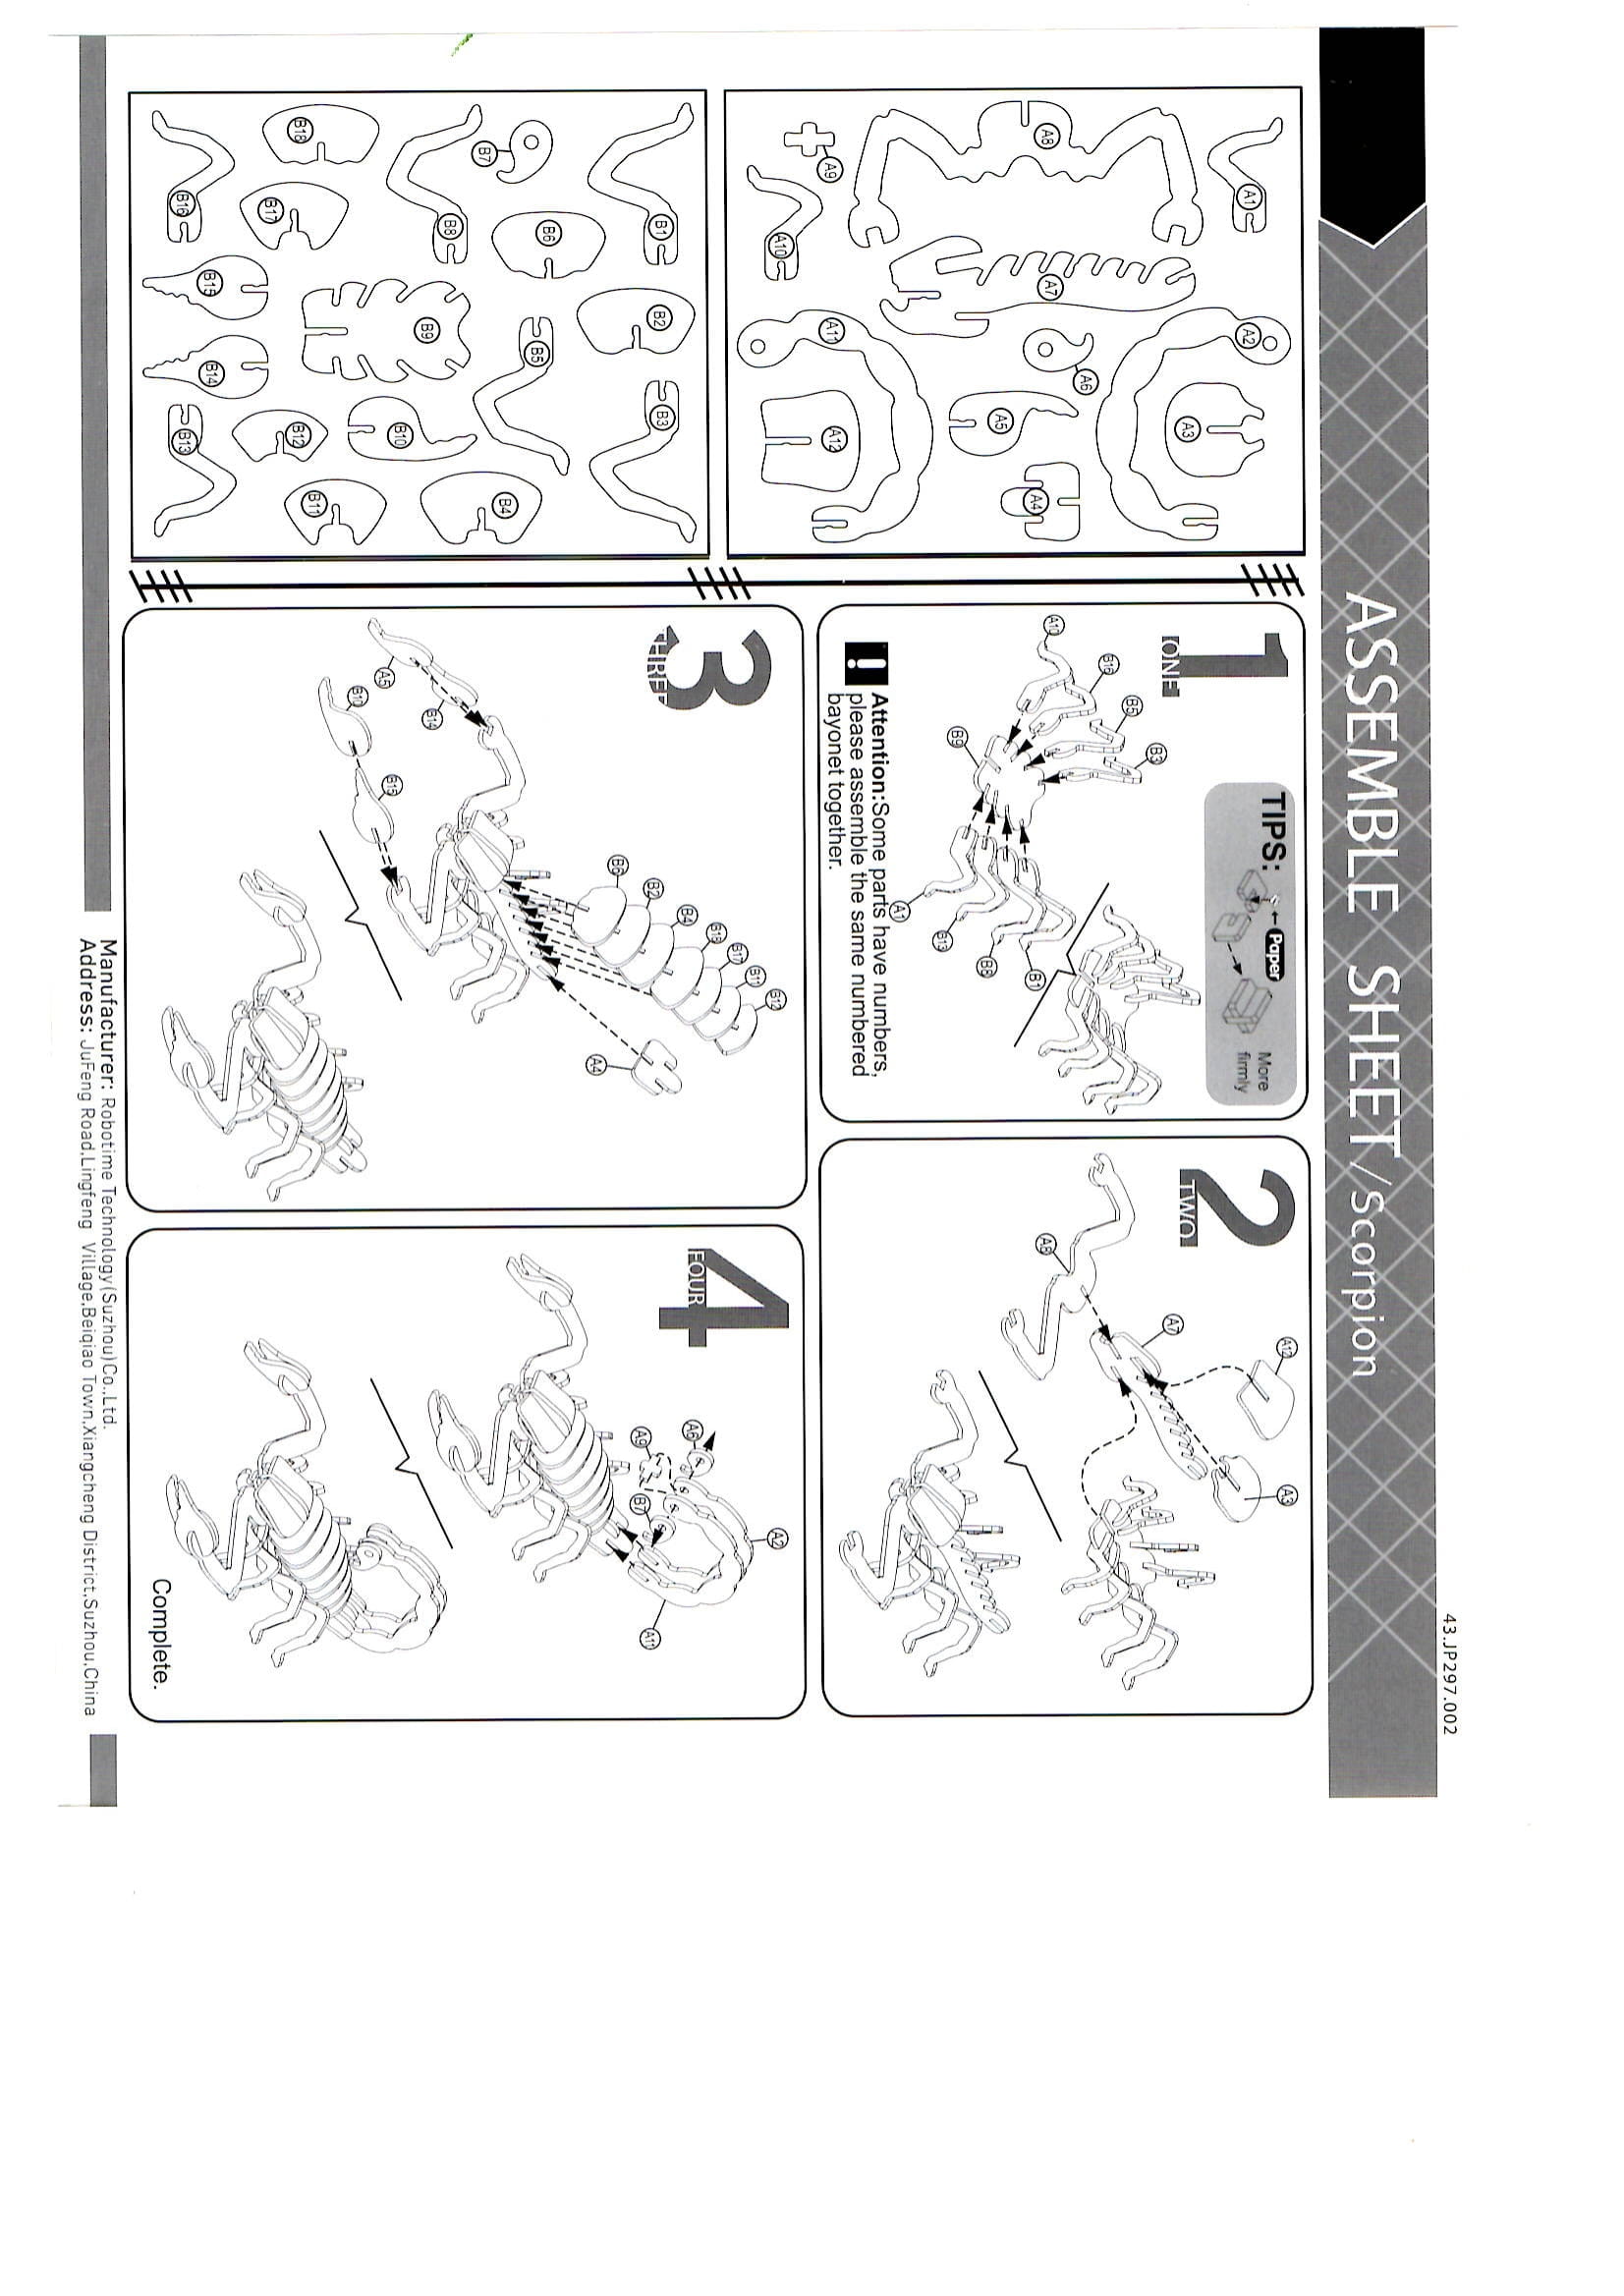 43.JP297.002
ASSEMBLE SHEET/Scorpion
A1
A2
A3
A8
A7
A6
A4
A5
A9
A10
A11
A12
B1
B2
B3
B6
B5
B4
B7
B8
B9
B10
B18
B17
B12
B11
B15
B14
B16
B13
1
ONE
TIPS:
Paper
More
firmly
B3
B5
B16
A10
B1
B8
B9
B13
A1
! Attention:Some parts have numbers,
please assemble the same numbered
bayonet together.
2
TWO
A12
A3
A7
A8
3
THREE
B12
B11
B17
B18
B4
B2
B6
A4
B14
A5
B15
B10
4
FOUR
A2
A6
A9
B7
A11
Complete.
Manufacturer: Robotime Technology(Suzhou)Co.,Ltd.
Address: JuFeng Road,Lingfeng Village,Beiqiao Town,Xiangcheng District,Suzhou,China